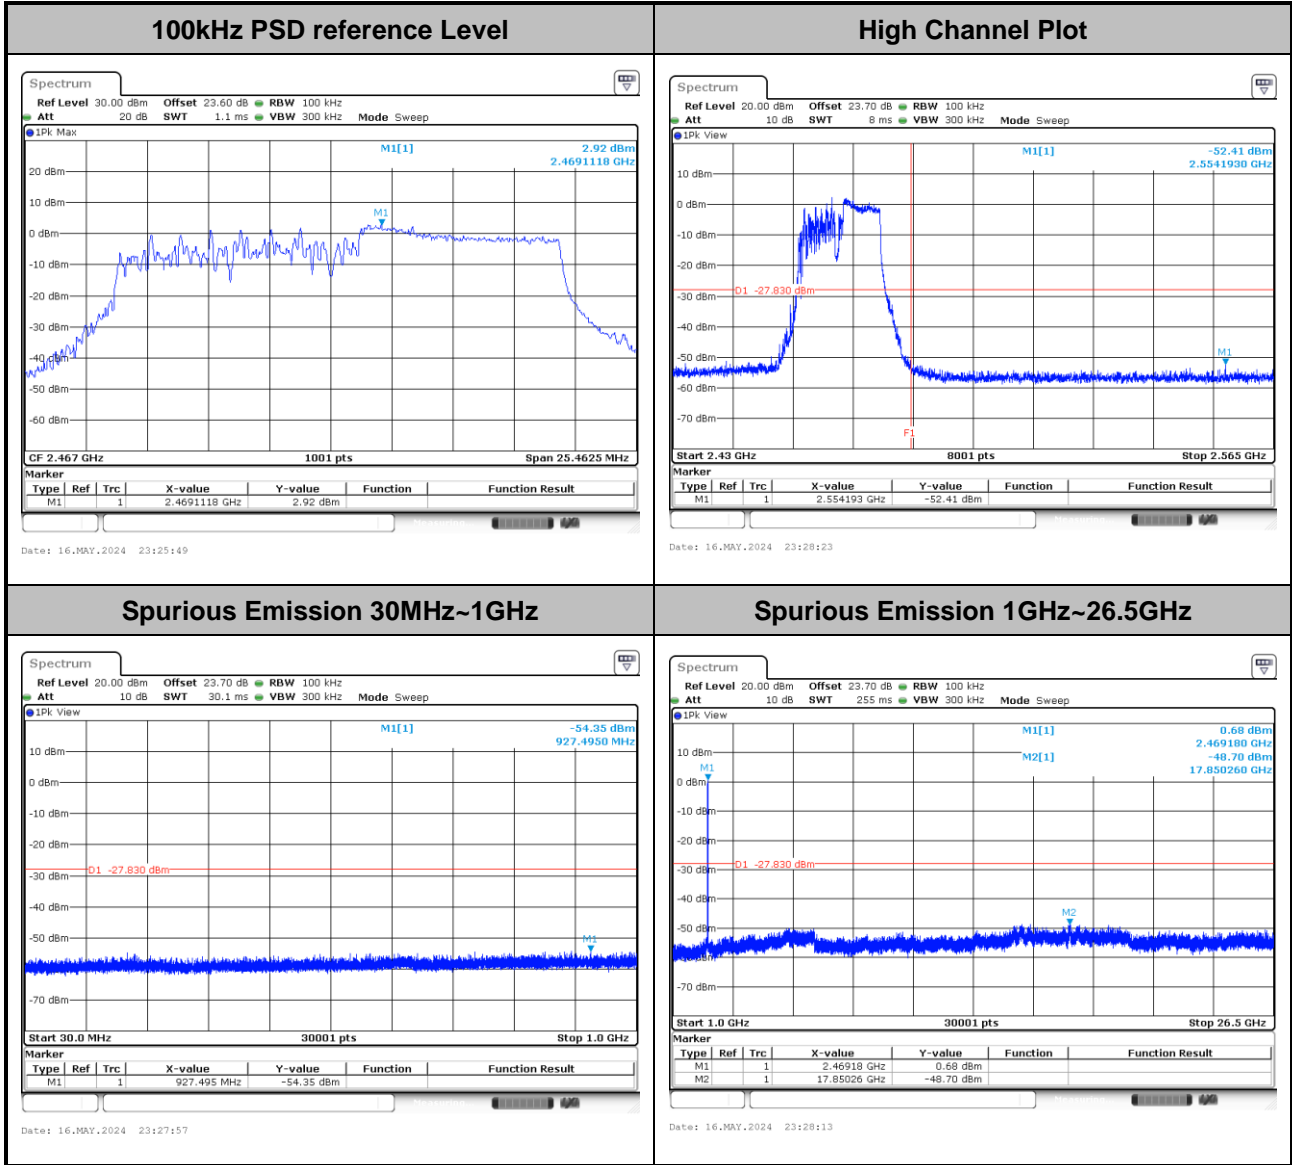 100kHz PSD reference Level
Spectrum
Ref Level 30.00 dBm Offset 23.60 dB RBW 100 kHz
Att 20 dB SWT 1.1 ms VBW 300 kHz Mode Sweep
1Pk Max
M1[1] 2.92 dBm
2.4691118 GHz
20 dBm
10 dBm
M1
0 dBm
-10 dBm
-20 dBm
-30 dBm
-40 dBm
-50 dBm
-60 dBm
CF 2.467 GHz 1001 pts Span 25.4625 MHz
Marker
Type Ref Trc X-value Y-value Function Function Result
M1 1 2.4691118 GHz 2.92 dBm
Measuring
Date: 16.MAY.2024 23:25:49
High Channel Plot
Spectrum
Ref Level 20.00 dBm Offset 23.70 dB RBW 100 kHz
Att 10 dB SWT 8 ms VBW 300 kHz Mode Sweep
1Pk View
M1[1] -52.41 dBm
2.5541930 GHz
10 dBm
0 dBm
-10 dBm
-20 dBm
D1 -27.830 dBm
-30 dBm
-40 dBm
-50 dBm
M1
-60 dBm
-70 dBm
F1
Start 2.43 GHz 8001 pts Stop 2.565 GHz
Marker
Type Ref Trc X-value Y-value Function Function Result
M1 1 2.554193 GHz -52.41 dBm
Measuring
Date: 16.MAY.2024 23:28:23
Spurious Emission 30MHz~1GHz
Spectrum
Ref Level 20.00 dBm Offset 23.70 dB RBW 100 kHz
Att 10 dB SWT 30.1 ms VBW 300 kHz Mode Sweep
1Pk View
M1[1] -54.35 dBm
927.4950 MHz
10 dBm
0 dBm
-10 dBm
-20 dBm
D1 -27.830 dBm
-30 dBm
-40 dBm
-50 dBm
M1
-70 dBm
Start 30.0 MHz 30001 pts Stop 1.0 GHz
Marker
Type Ref Trc X-value Y-value Function Function Result
M1 1 927.495 MHz -54.35 dBm
Measuring
Date: 16.MAY.2024 23:27:57
Spurious Emission 1GHz~26.5GHz
Spectrum
Ref Level 20.00 dBm Offset 23.70 dB RBW 100 kHz
Att 10 dB SWT 255 ms VBW 300 kHz Mode Sweep
1Pk View
M1[1] 0.68 dBm
2.469180 GHz
M2[1] -48.70 dBm
17.850260 GHz
10 dBm
M1
0 dBm
-10 dBm
-20 dBm
D1 -27.830 dBm
-30 dBm
-40 dBm
M2
-50 dBm
-70 dBm
Start 1.0 GHz 30001 pts Stop 26.5 GHz
Marker
Type Ref Trc X-value Y-value Function Function Result
M1 1 2.46918 GHz 0.68 dBm
M2 1 17.85026 GHz -48.70 dBm
Measuring
Date: 16.MAY.2024 23:28:13